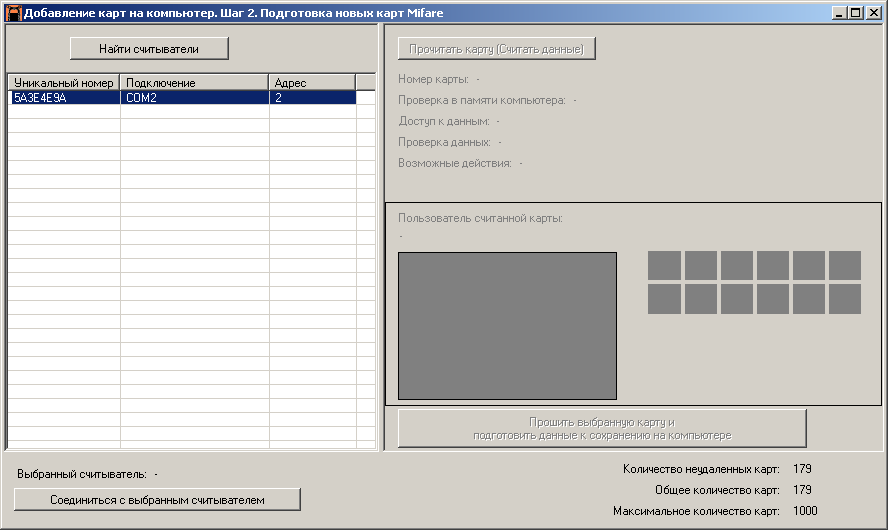 Добавление карт на компьютер. Шаг 2. Подготовка новых карт Mifare
Найти считыватели
Уникальный номер Подключение Адрес
5A3E4E9A COM2 2
Прочитать карту (Считать данные)
Номер карты: -
Проверка в памяти компьютера: -
Доступ к данным: -
Проверка данных: -
Возможные действия: -
Пользователь считанной карты:
-
Прошить выбранную карту и
подготовить данные к сохранению на компьютере
Выбранный считыватель: -
Соединиться с выбранным считывателем
Количество неудаленных карт: 179
Общее количество карт: 179
Максимальное количество карт: 1000